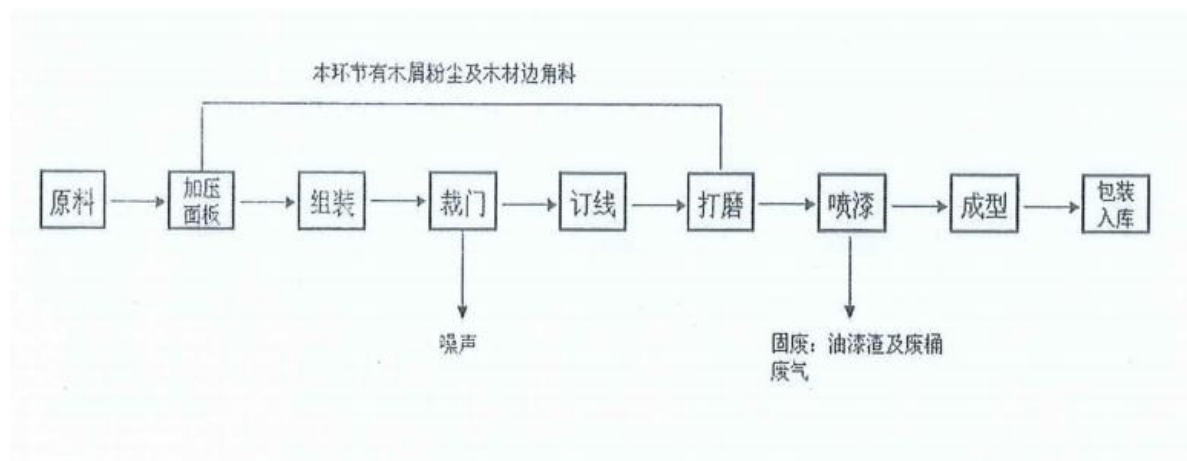 本环节有木屑粉尘及木材边角料
原料
加压
面板
组装
裁门
订线
打磨
喷漆
成型
包装
入库
噪声
固废：油漆渣及废桶
废气